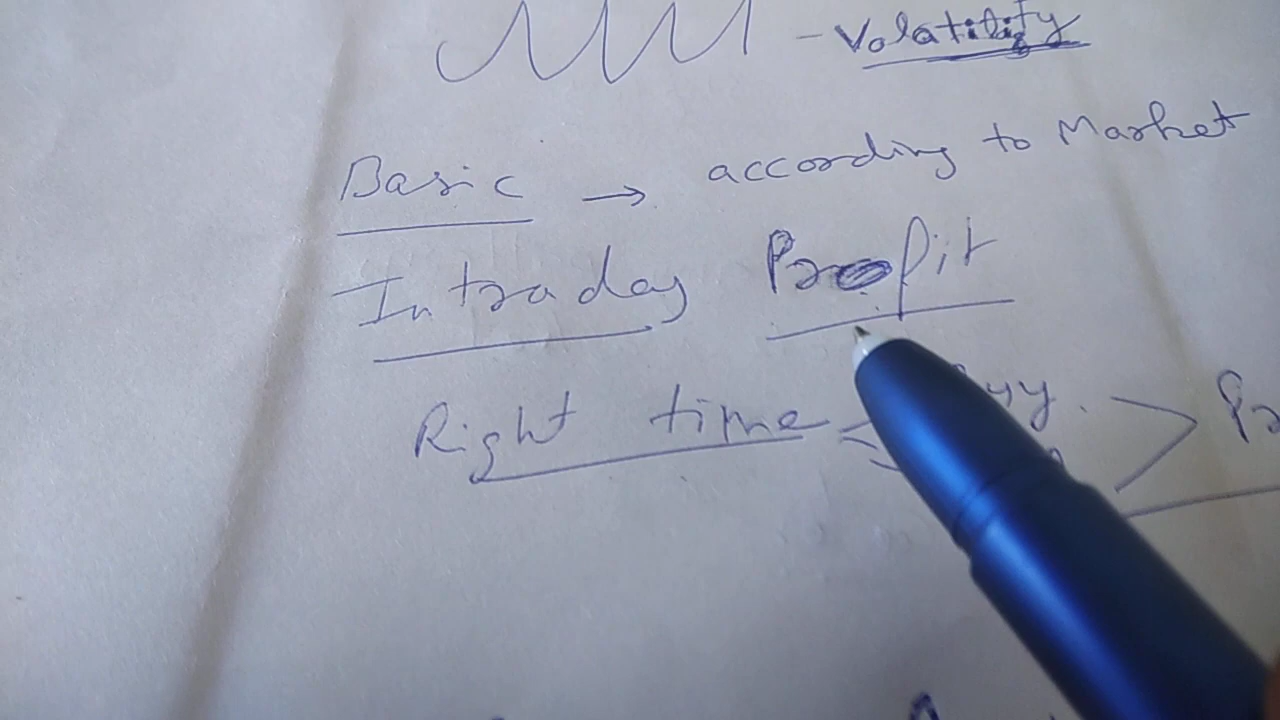 - Volatility
Basic → according to Market
Intraday Profit
Right time